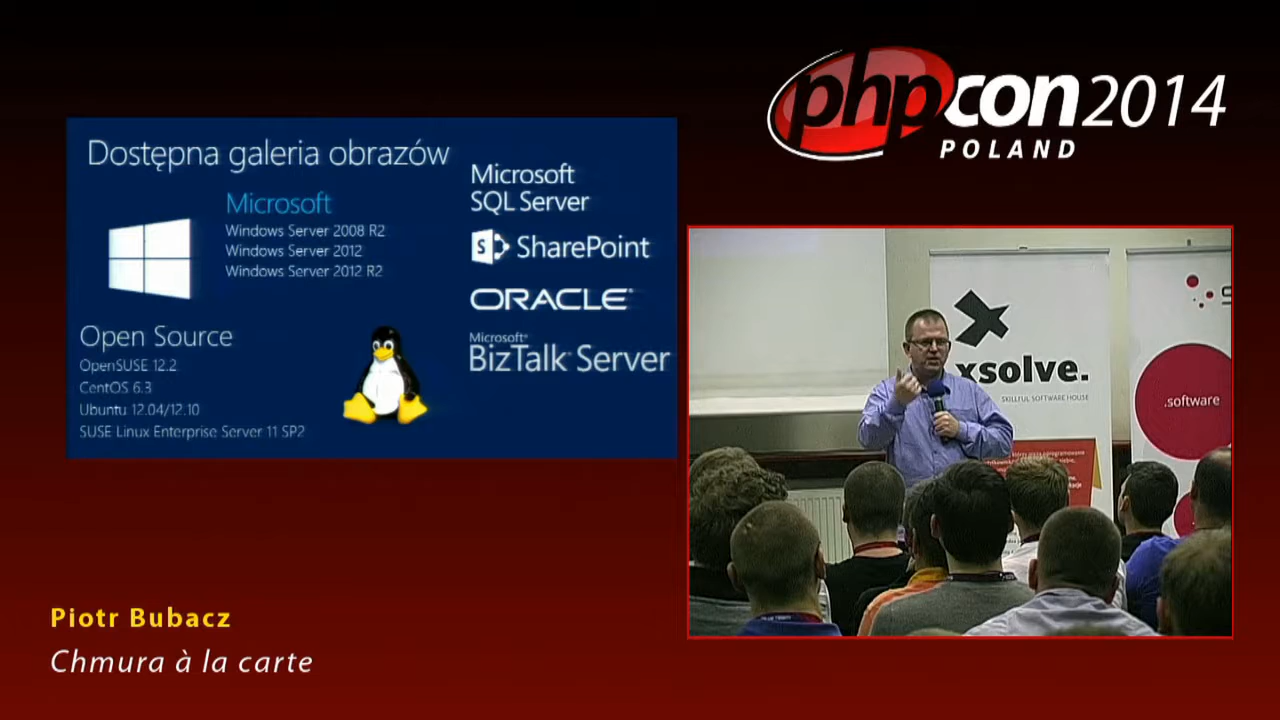 phpcon2014
POLAND
Dostępna galeria obrazów
Microsoft
Windows Server 2008 R2
Windows Server 2012
Windows Server 2012 R2
Open Source
OpenSUSE 12.2
CentOS 6.3
Ubuntu 12.04/12.10
SUSE Linux Enterprise Server 11 SP2
Microsoft
SQL Server
SharePoint
ORACLE
Microsoft®
BizTalk Server
xsolve.
SKILLFUL SOFTWARE HOUSE
.software
Piotr Bubacz
Chmura à la carte